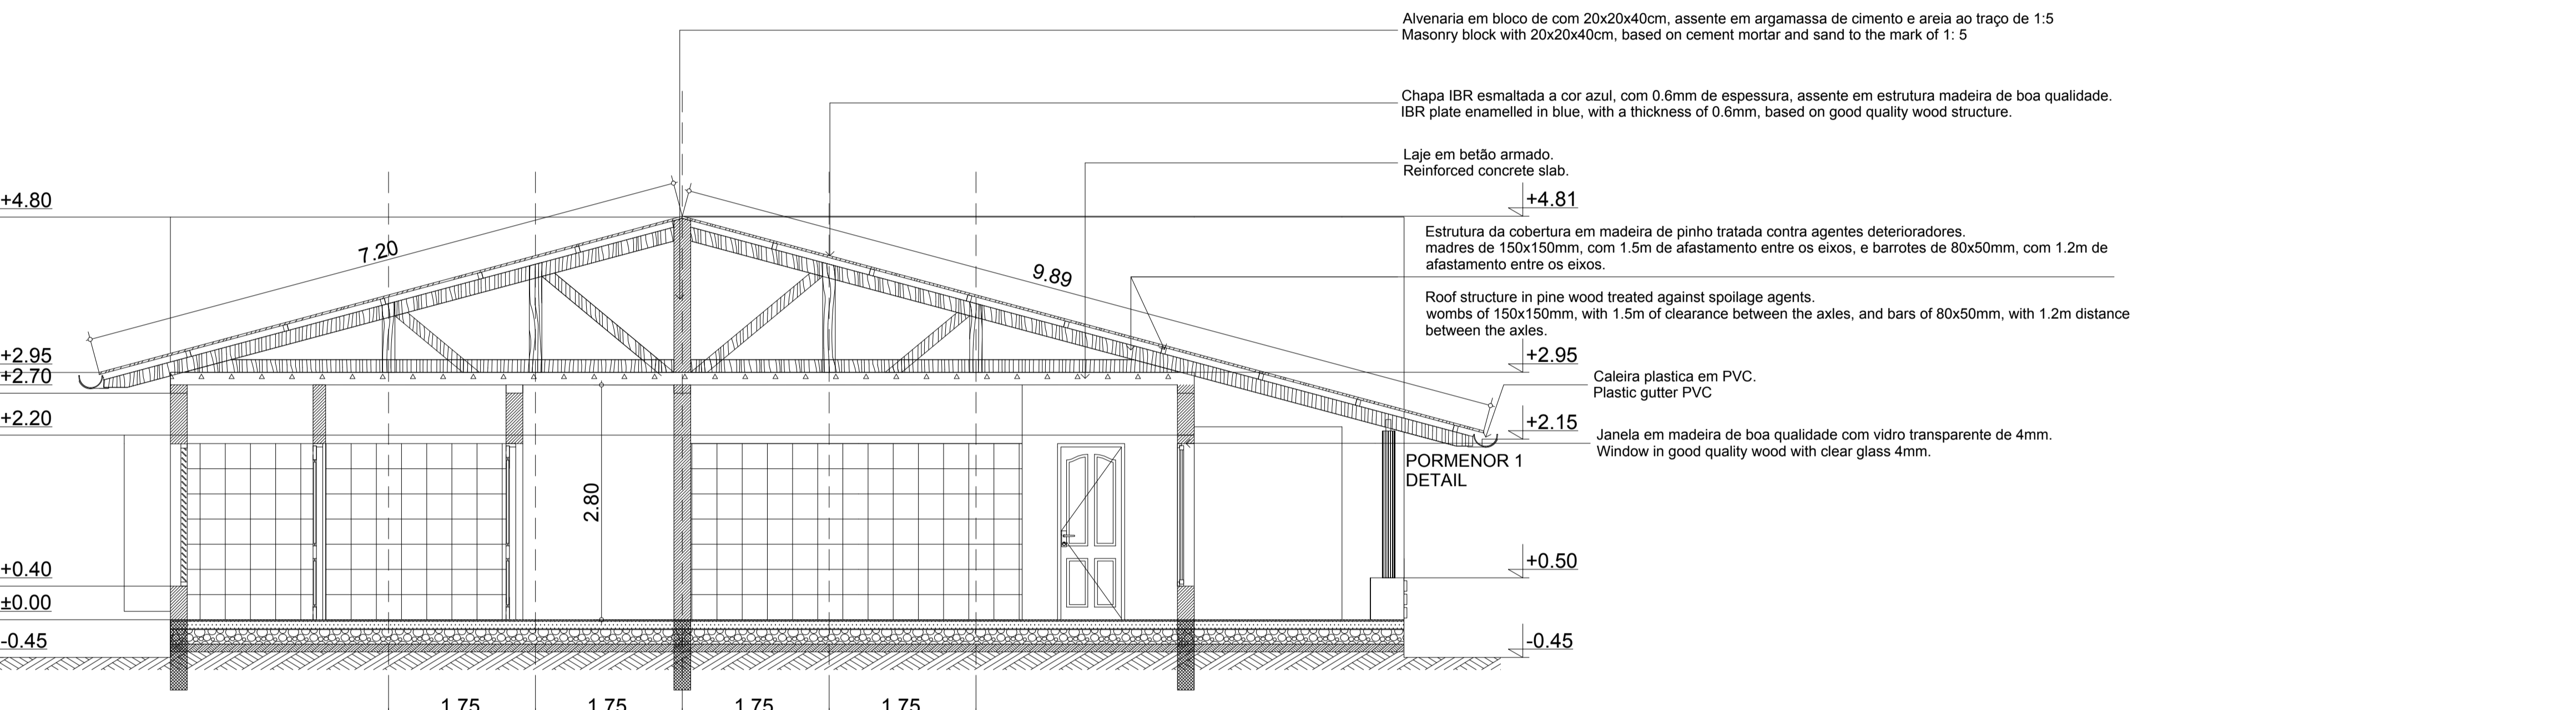 Alvenaria em bloco de com 20x20x40cm, assente em argamassa de cimento e areia ao traço de 1:5
Masonry block with 20x20x40cm, based on cement mortar and sand to the mark of 1: 5
Chapa IBR esmaltada a cor azul, com 0.6mm de espessura, assente em estrutura madeira de boa qualidade.
IBR plate enamelled in blue, with a thickness of 0.6mm, based on good quality wood structure.
Laje em betão armado.
Reinforced concrete slab.
+4.80
+4.81
Estrutura da cobertura em madeira de pinho tratada contra agentes deterioradores.
madres de 150x150mm, com 1.5m de afastamento entre os eixos, e barrotes de 80x50mm, com 1.2m de
afastamento entre os eixos.
7.20
9.89
Roof structure in pine wood treated against spoilage agents.
wombs of 150x150mm, with 1.5m of clearance between the axles, and bars of 80x50mm, with 1.2m distance
between the axles.
+2.95
+2.95
+2.70
Caleira plastica em PVC.
Plastic gutter PVC
+2.20
+2.15
Janela em madeira de boa qualidade com vidro transparente de 4mm.
Window in good quality wood with clear glass 4mm.
PORMENOR 1
DETAIL
2.80
+0.40
+0.50
±0.00
-0.45
-0.45
1.75
1.75
1.75
1.75